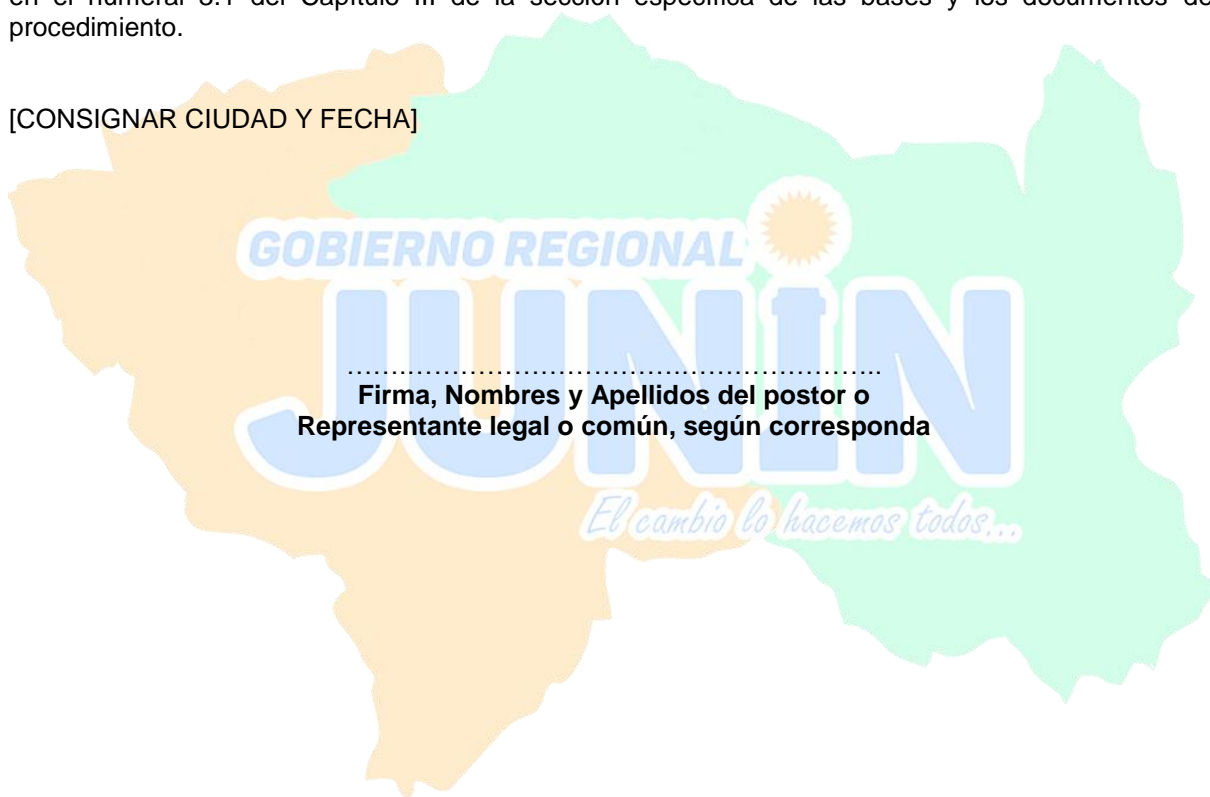 en el numeral 3.1 del Capítulo III de la sección específica de las bases y los documentos de
procedimiento.
[CONSIGNAR CIUDAD Y FECHA]
GOBIERNO REGIONAL
JUNIN
……………………………………………………..
Firma, Nombres y Apellidos del postor o
Representante legal o común, según corresponda
El cambio lo hacemos todos...